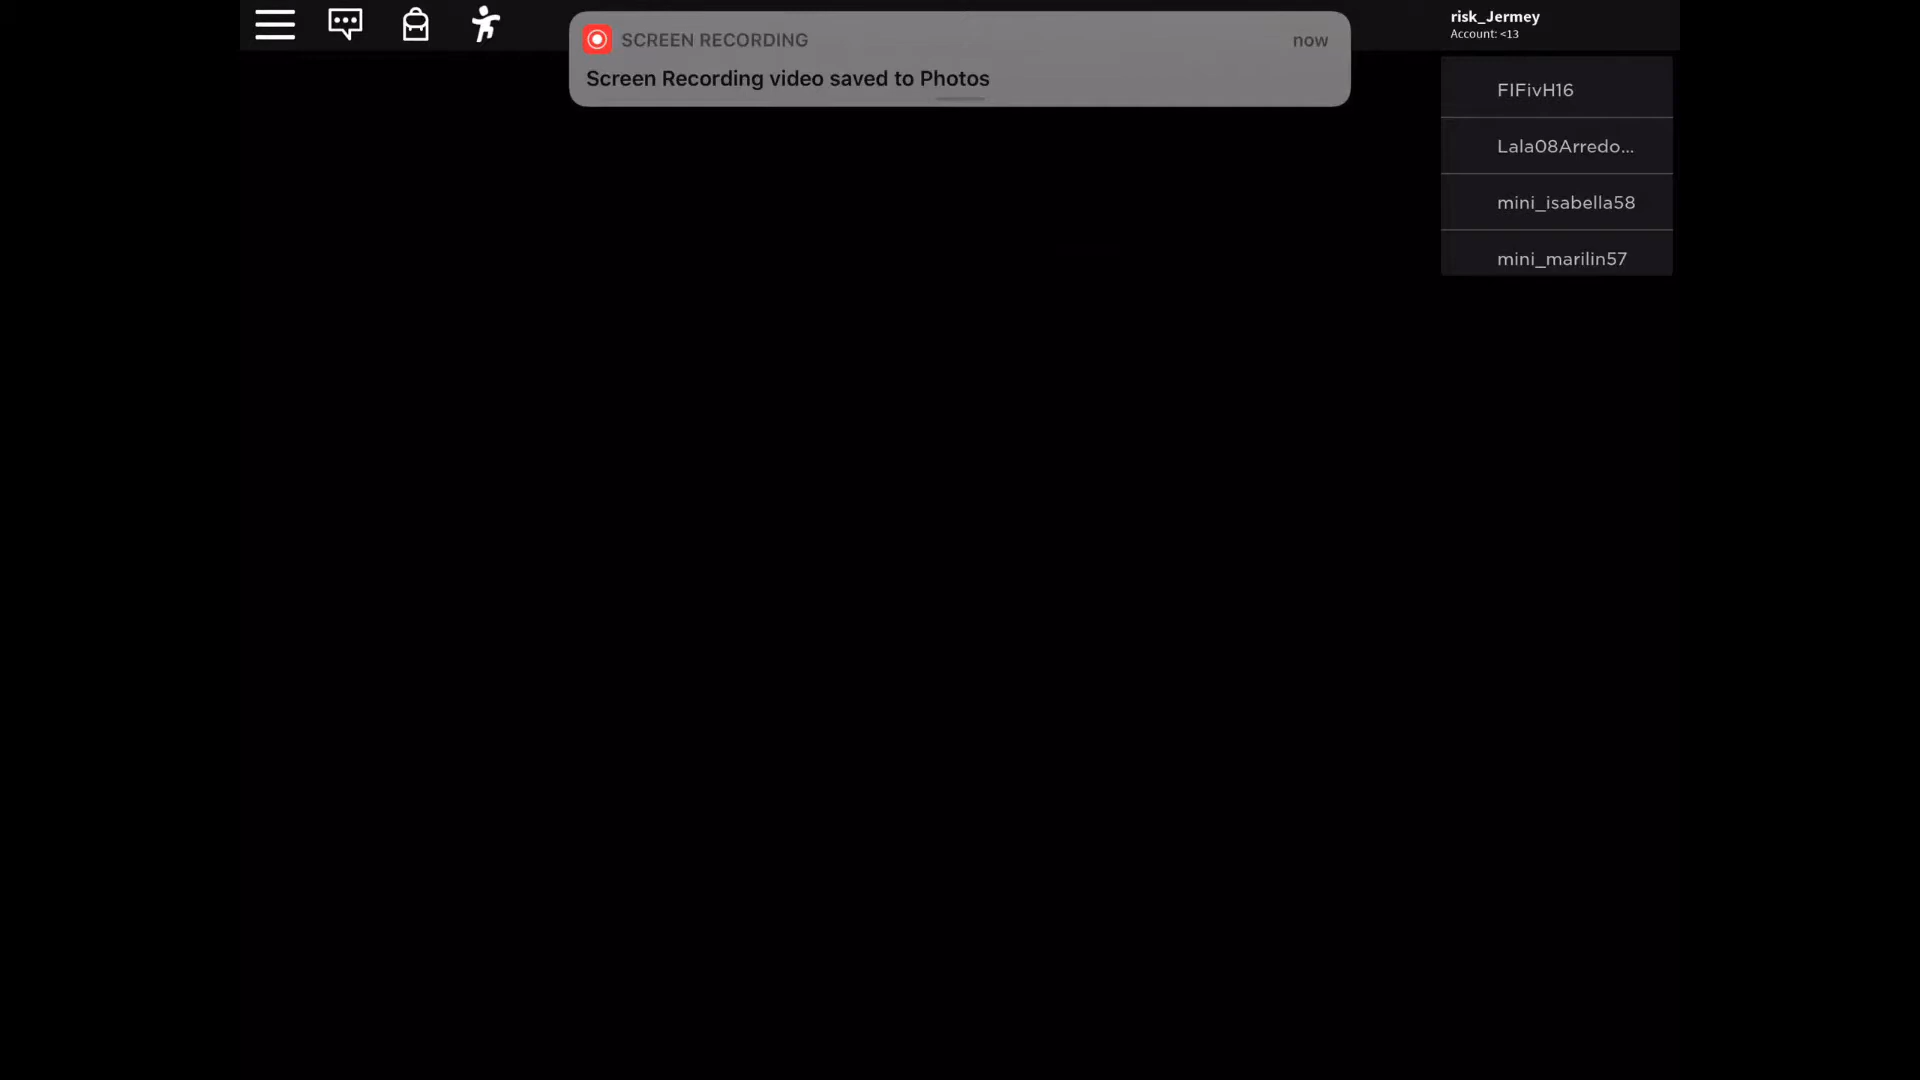 SCREEN RECORDING
now
Screen Recording video saved to Photos
risk_Jermey
Account: <13
FIFivH16
Lala08Arredo...
mini_isabella58
mini_marilin57